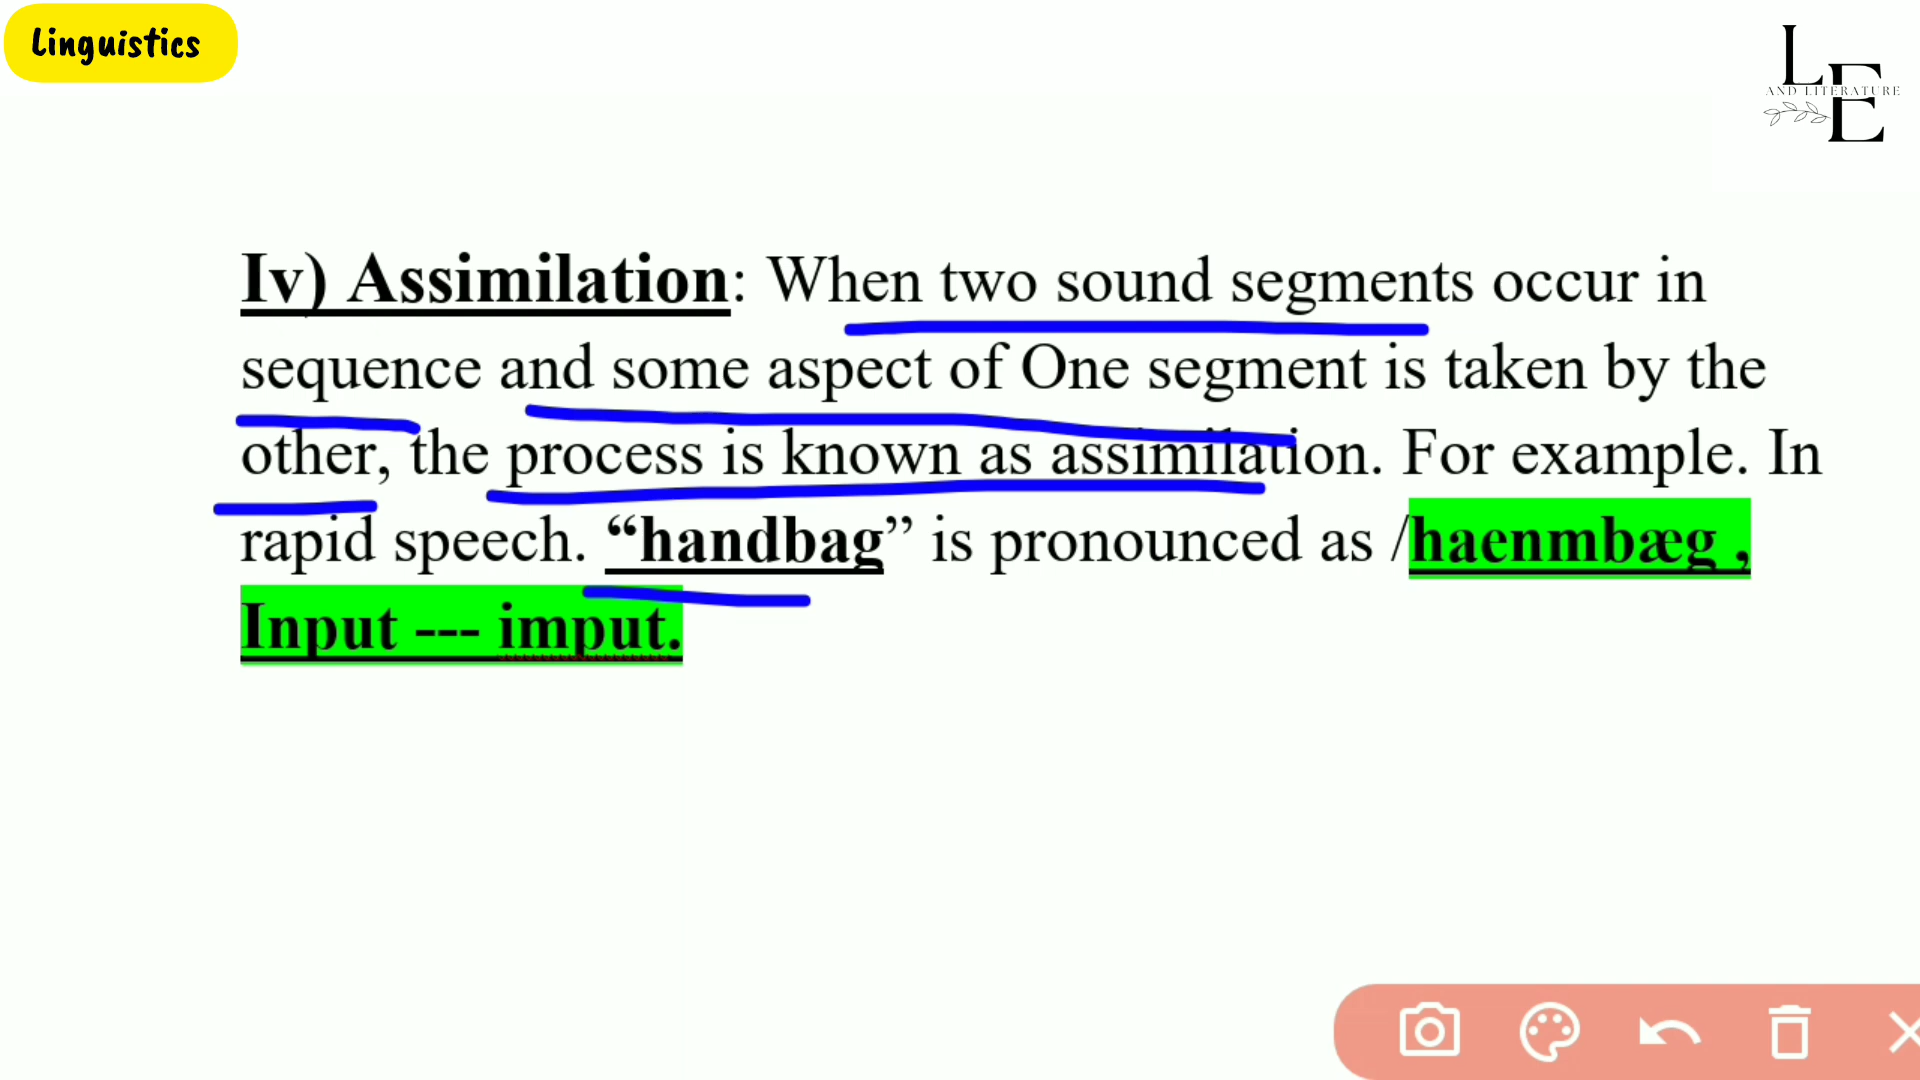 Linguistics
L E
AND LITERATURE
Iv) Assimilation: When two sound segments occur in
sequence and some aspect of One segment is taken by the
other, the process is known as assimilation. For example. In
rapid speech. “handbag” is pronounced as /haenmbæg ,
Input --- imput.